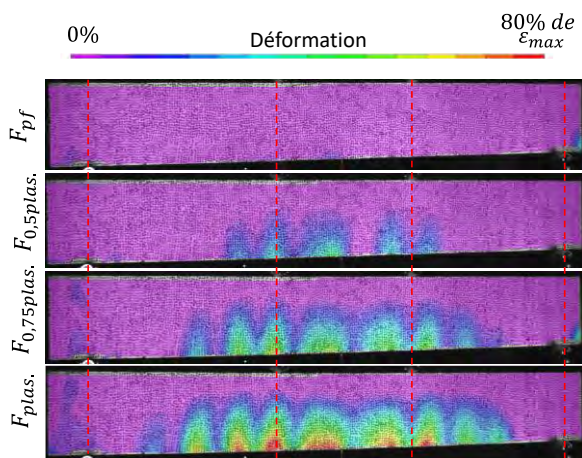 0% Déformation 80% de
εmax
Fpf
F0,5plas.
F0,75plas.
Fplas.